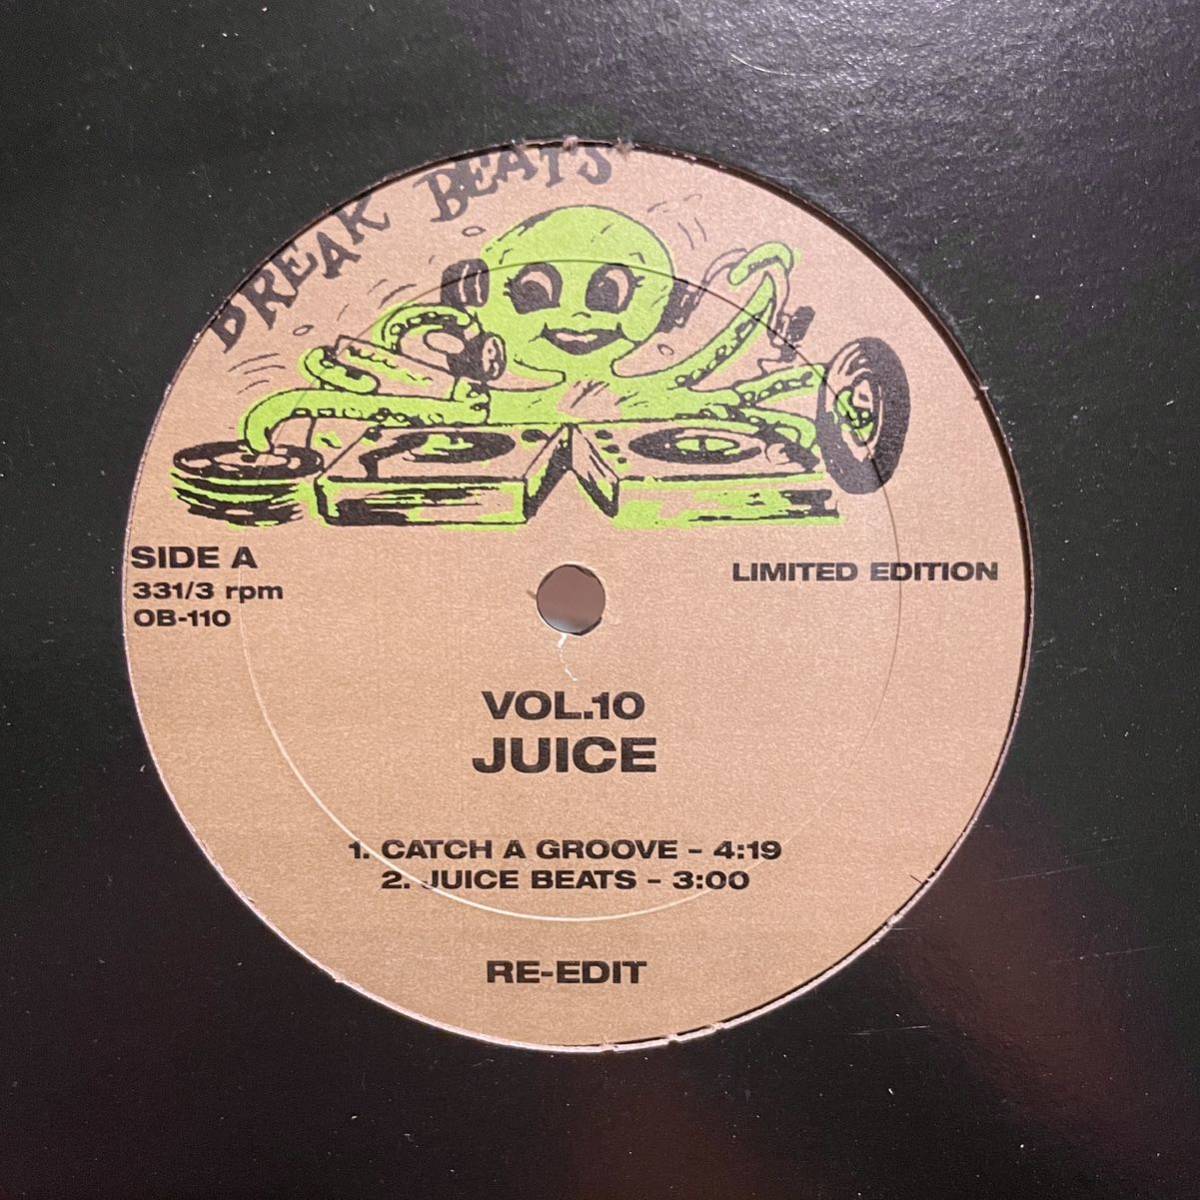 BREAK BEATS
SIDE A
331/3 rpm
OB-110
LIMITED EDITION
VOL.10
JUICE
1. CATCH A GROOVE - 4:19
2. JUICE BEATS - 3:00
RE-EDIT